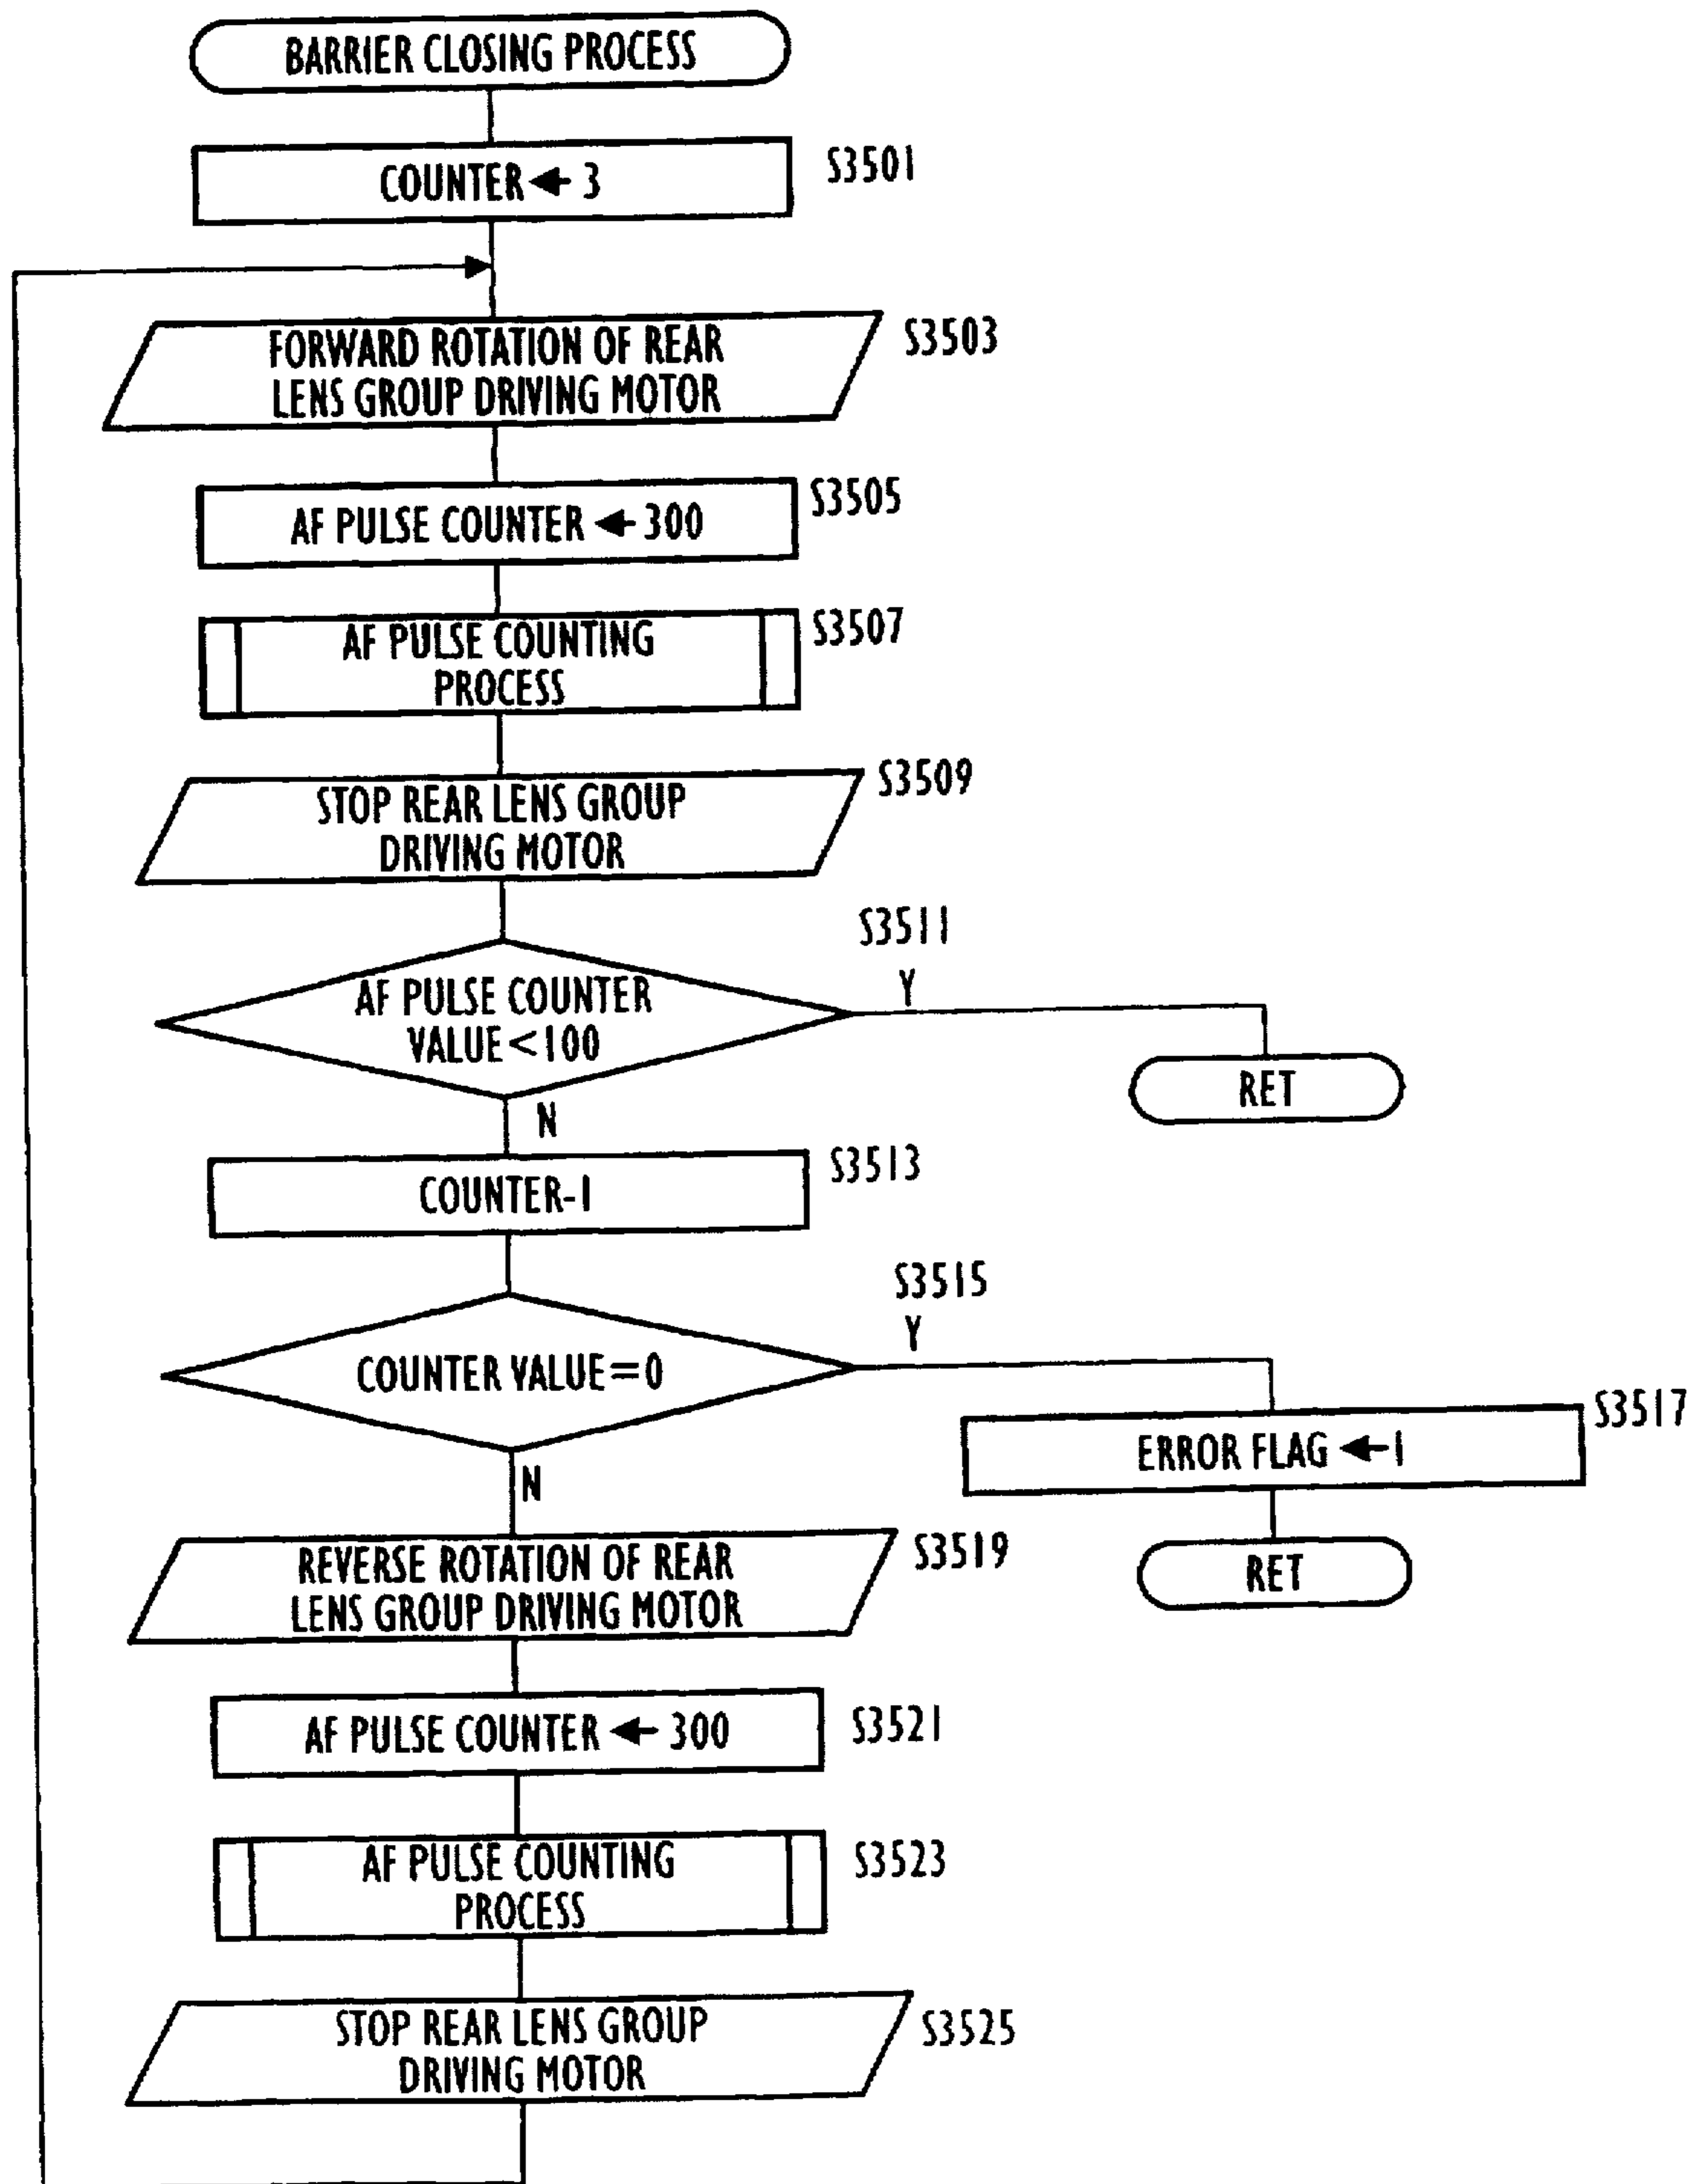 BARRIER CLOSING PROCESS
COUNTER ← 3
S3501
FORWARD ROTATION OF REAR
LENS GROUP DRIVING MOTOR
S3503
AF PULSE COUNTER ← 300
S3505
AF PULSE COUNTING
PROCESS
S3507
STOP REAR LENS GROUP
DRIVING MOTOR
S3509
S3511
AF PULSE COUNTER
VALUE<100
Y
RET
N
COUNTER-1
S3513
S3515
COUNTER VALUE=0
Y
ERROR FLAG ← 1
S3517
RET
N
REVERSE ROTATION OF REAR
LENS GROUP DRIVING MOTOR
S3519
AF PULSE COUNTER ← 300
S3521
AF PULSE COUNTING
PROCESS
S3523
STOP REAR LENS GROUP
DRIVING MOTOR
S3525